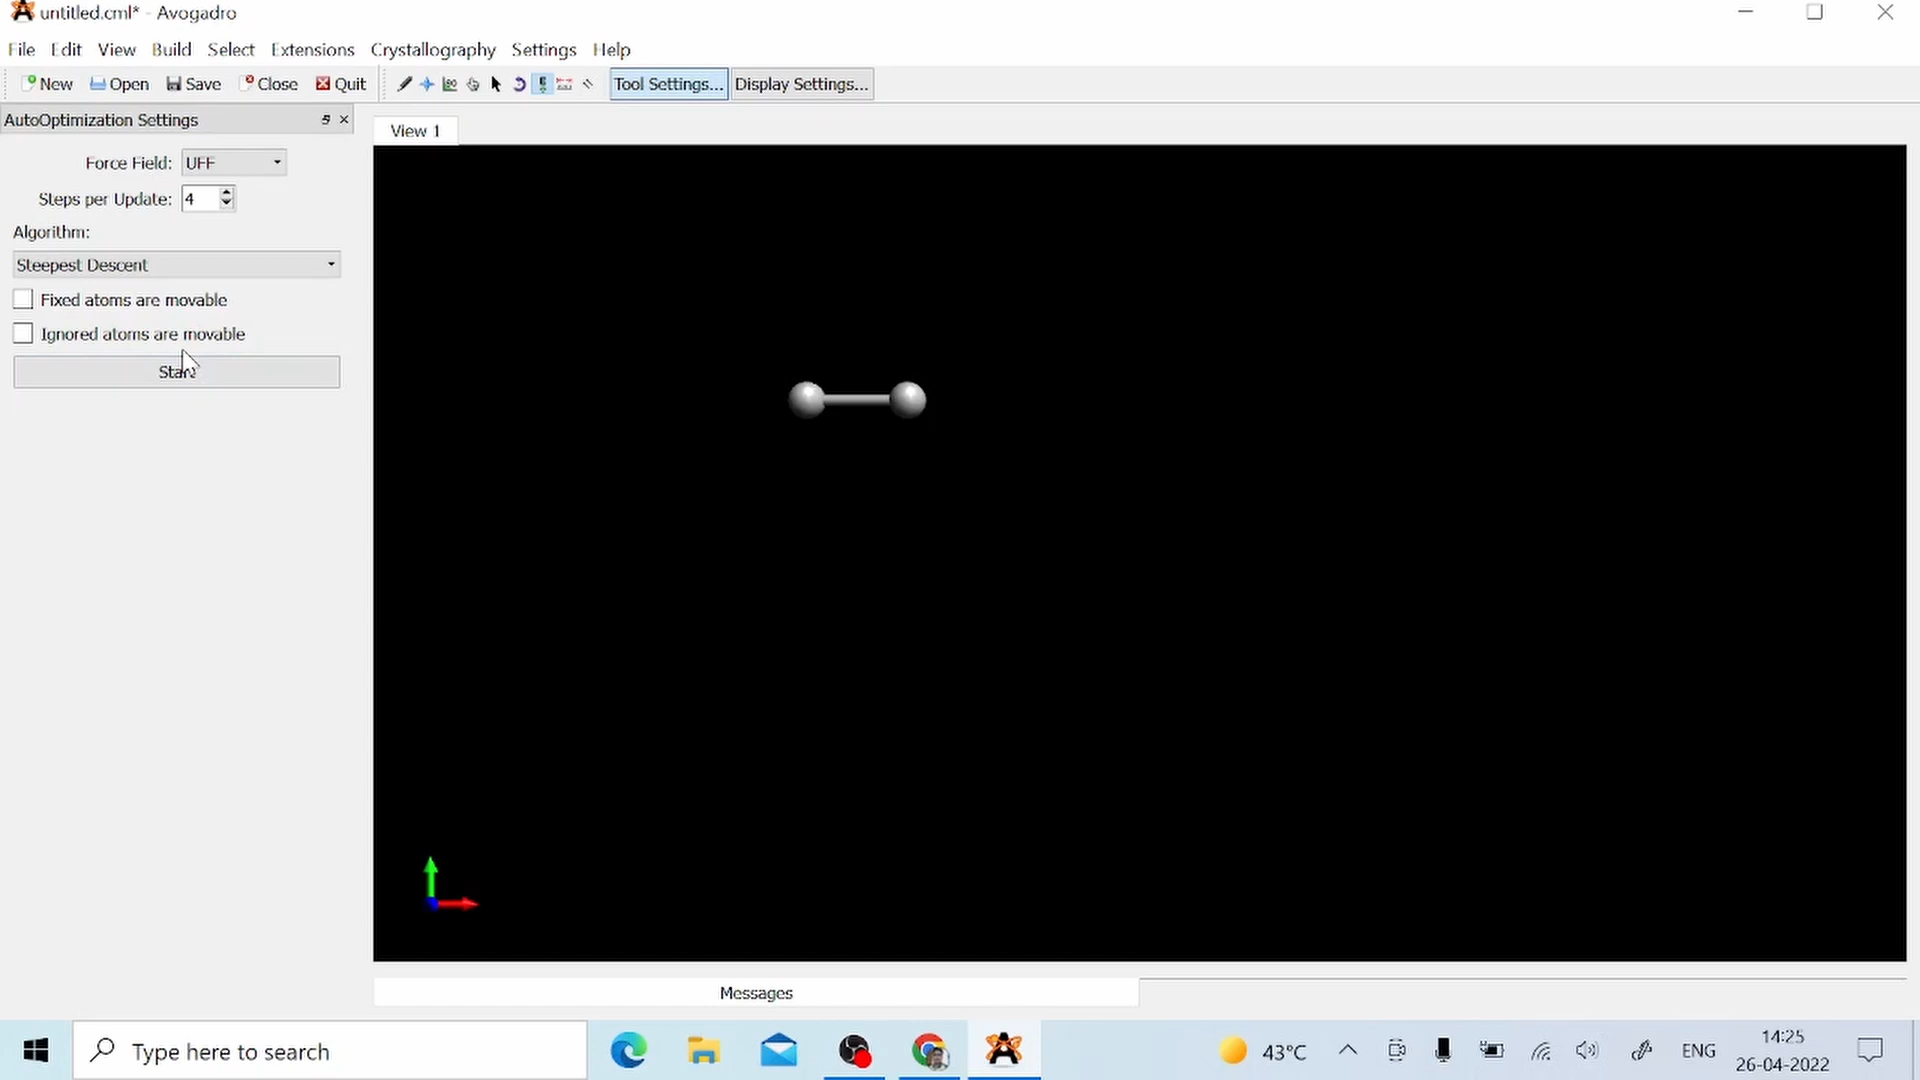 untitled.cml* - Avogadro
File Edit View Build Select Extensions Crystallography Settings Help
New Open Save Close Quit Tool Settings... Display Settings...
AutoOptimization Settings
View 1
Force Field: UFF
Steps per Update: 4
Algorithm:
Steepest Descent
Fixed atoms are movable
Ignored atoms are movable
Start
Messages
Type here to search
43°C
ENG
14:25
26-04-2022